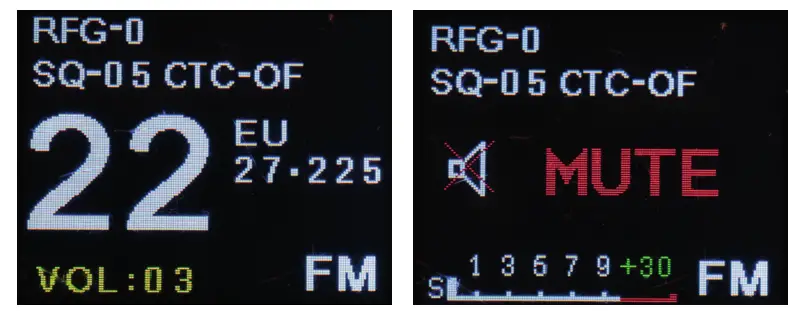 RFG-0
SQ-05 CTC-OF
22
EU
27.225
VOL:03
FM
RFG-0
SQ-05 CTC-OF
MUTE
1 3 5 7 9 +30
S
FM